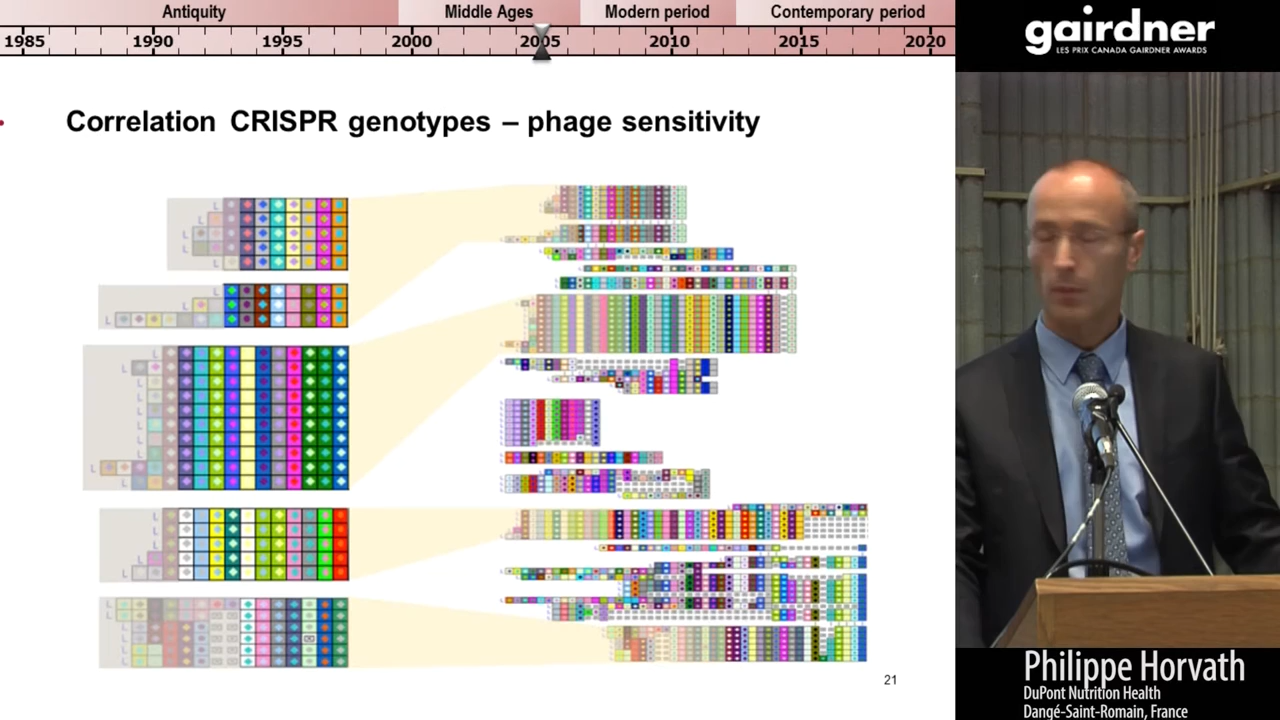 Antiquity Middle Ages Modern period Contemporary period
1985 1990 1995 2000 2005 2010 2015 2020
Correlation CRISPR genotypes – phage sensitivity
21
gairdner
LES PRIX CANADA GAIRDNER AWARDS
Philippe Horvath
DuPont Nutrition Health
Dangé-Saint-Romain, France